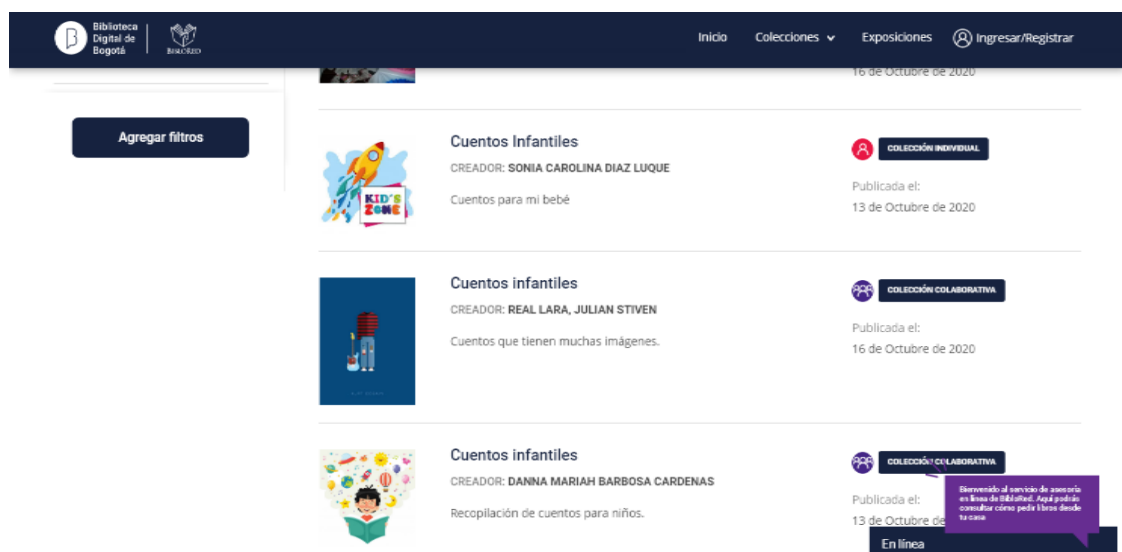 Biblioteca
Digital de
Bogotá
BIBLORED
Inicio
Colecciones
Exposiciones
Ingresar/Registrar
16 de Octubre de 2020
Agregar filtros
KID'S
ZONE
Cuentos Infantiles
CREADOR: SONIA CAROLINA DIAZ LUQUE
Cuentos para mi bebé
COLECCIÓN INDIVIDUAL
Publicada el:
13 de Octubre de 2020
Cuentos infantiles
CREADOR: REAL LARA, JULIAN STIVEN
Cuentos que tienen muchas imágenes.
COLECCIÓN COLABORATIVA
Publicada el:
16 de Octubre de 2020
Cuentos infantiles
CREADOR: DANNA MARIAH BARBOSA CARDENAS
Recopilación de cuentos para niños.
COLECCIÓN COLABORATIVA
Publicada el:
13 de Octubre de
Bienvenido al servicio de asesoría
en línea de BibloRed. Aquí podrás
consultar cómo pedir libros desde
tu casa
En línea